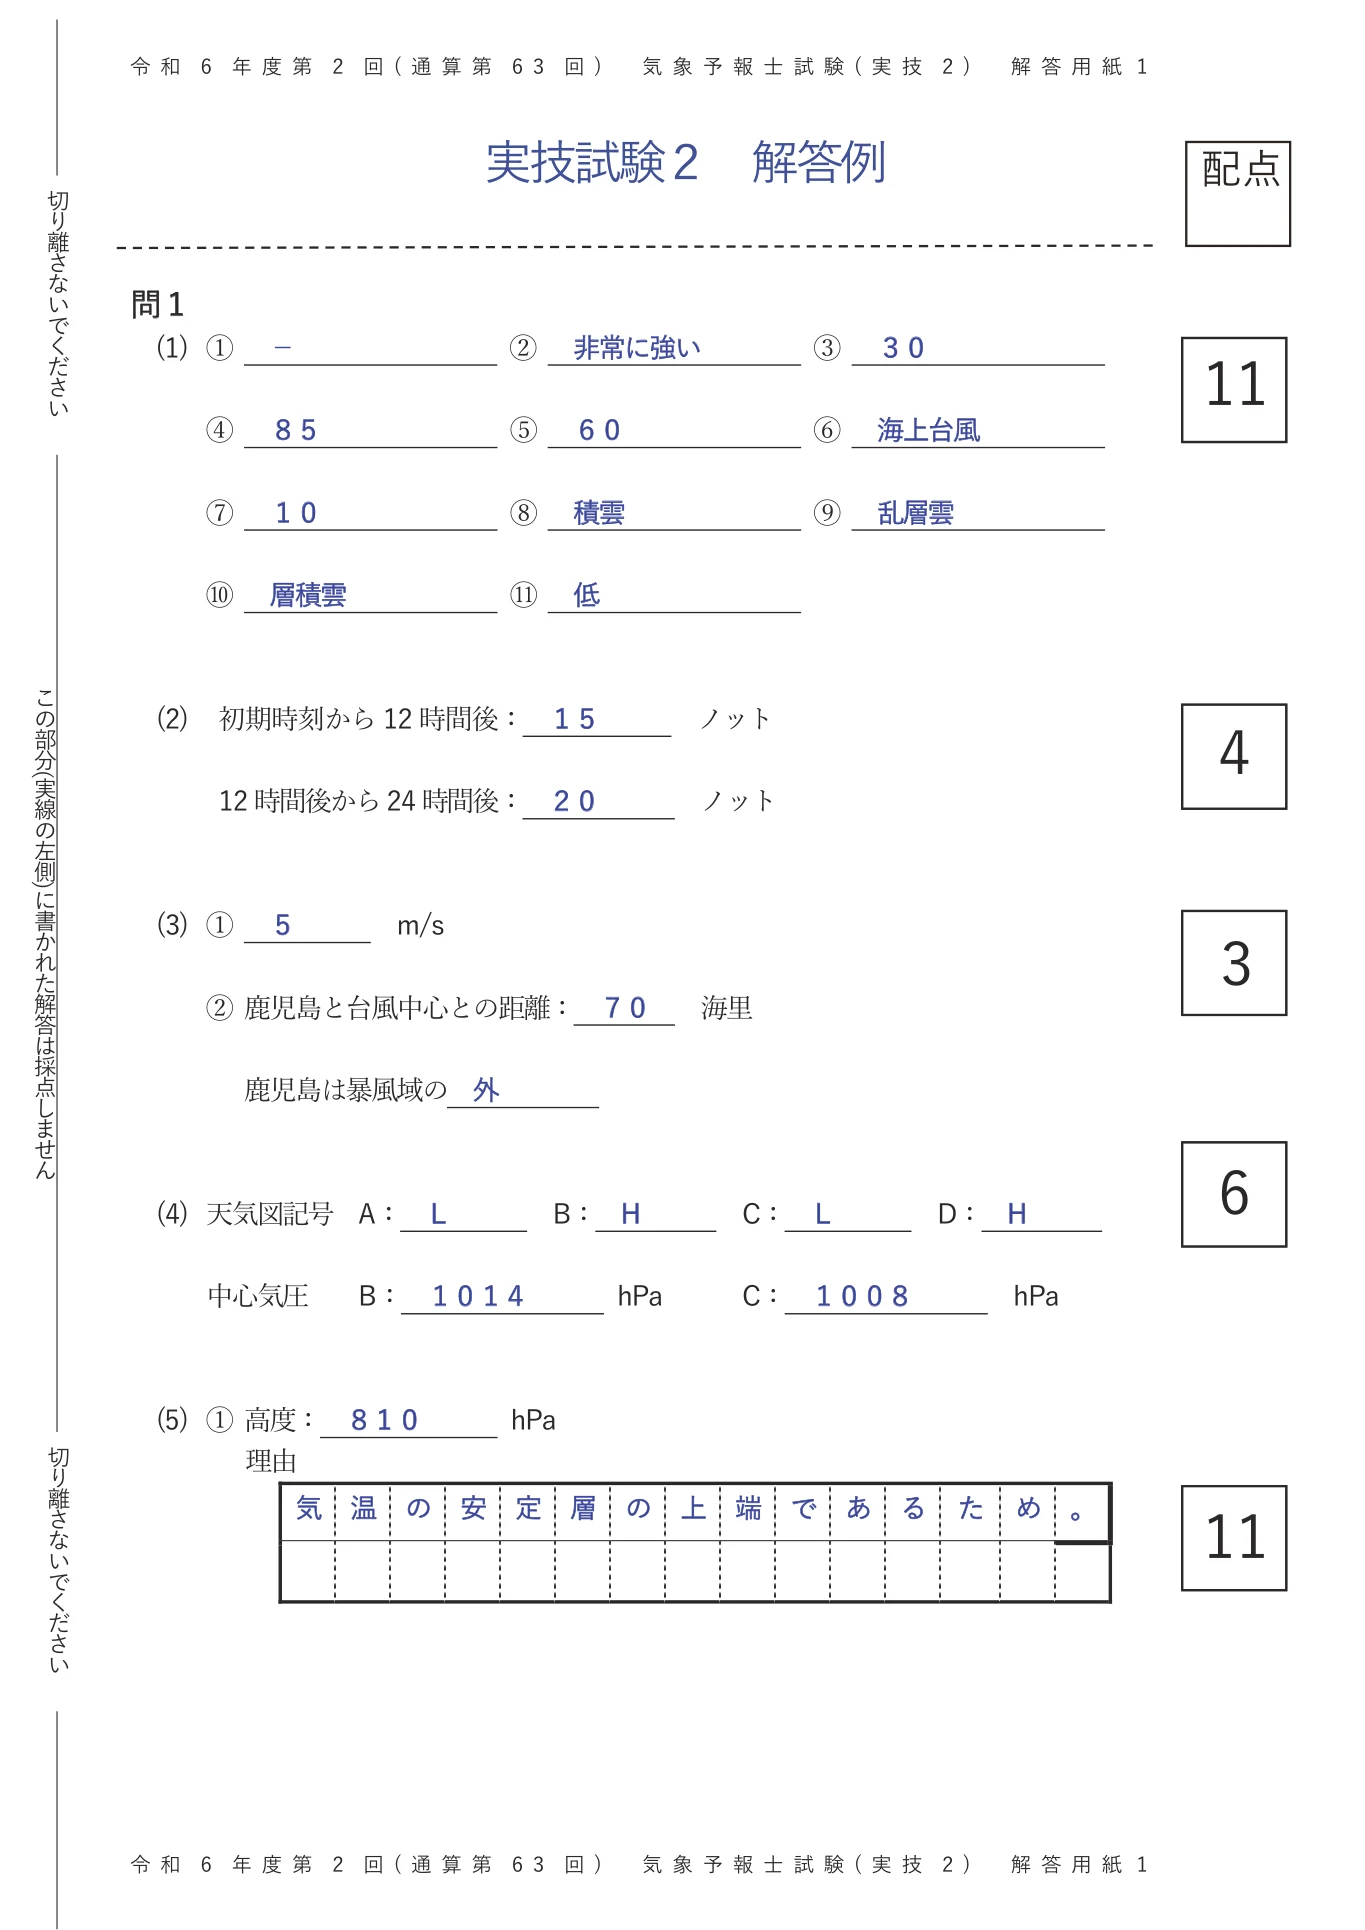 令和 6 年度第 2 回(通算第 63 回) 気象予報士試験(実技 2) 解答用紙 1
実技試験２ 解答例
配点
切り離さないでください
問 1
(1) ① － ② 非常に強い ③ ３０
11
④ ８５ ⑤ ６０ ⑥ 海上台風
⑦ １０ ⑧ 積雲 ⑨ 乱層雲
⑩ 層積雲 ⑪ 低
この部分(実線の左側)に書かれた解答は採点しません
(2) 初期時刻から 12 時間後： １５ ノット
4
12 時間後から 24 時間後： ２０ ノット
(3) ① ５ m/s
3
② 鹿児島と台風中心との距離： ７０ 海里
鹿児島は暴風域の 外
(4) 天気図記号 A： Ｌ B： Ｈ C： Ｌ D： Ｈ
6
中心気圧 B： １０１４ hPa C： １００８ hPa
(5) ① 高度： ８１０ hPa
理由
切り離さないでください
気温の安定層の上端であるため。
11
令和 6 年度第 2 回(通算第 63 回) 気象予報士試験(実技 2) 解答用紙 1